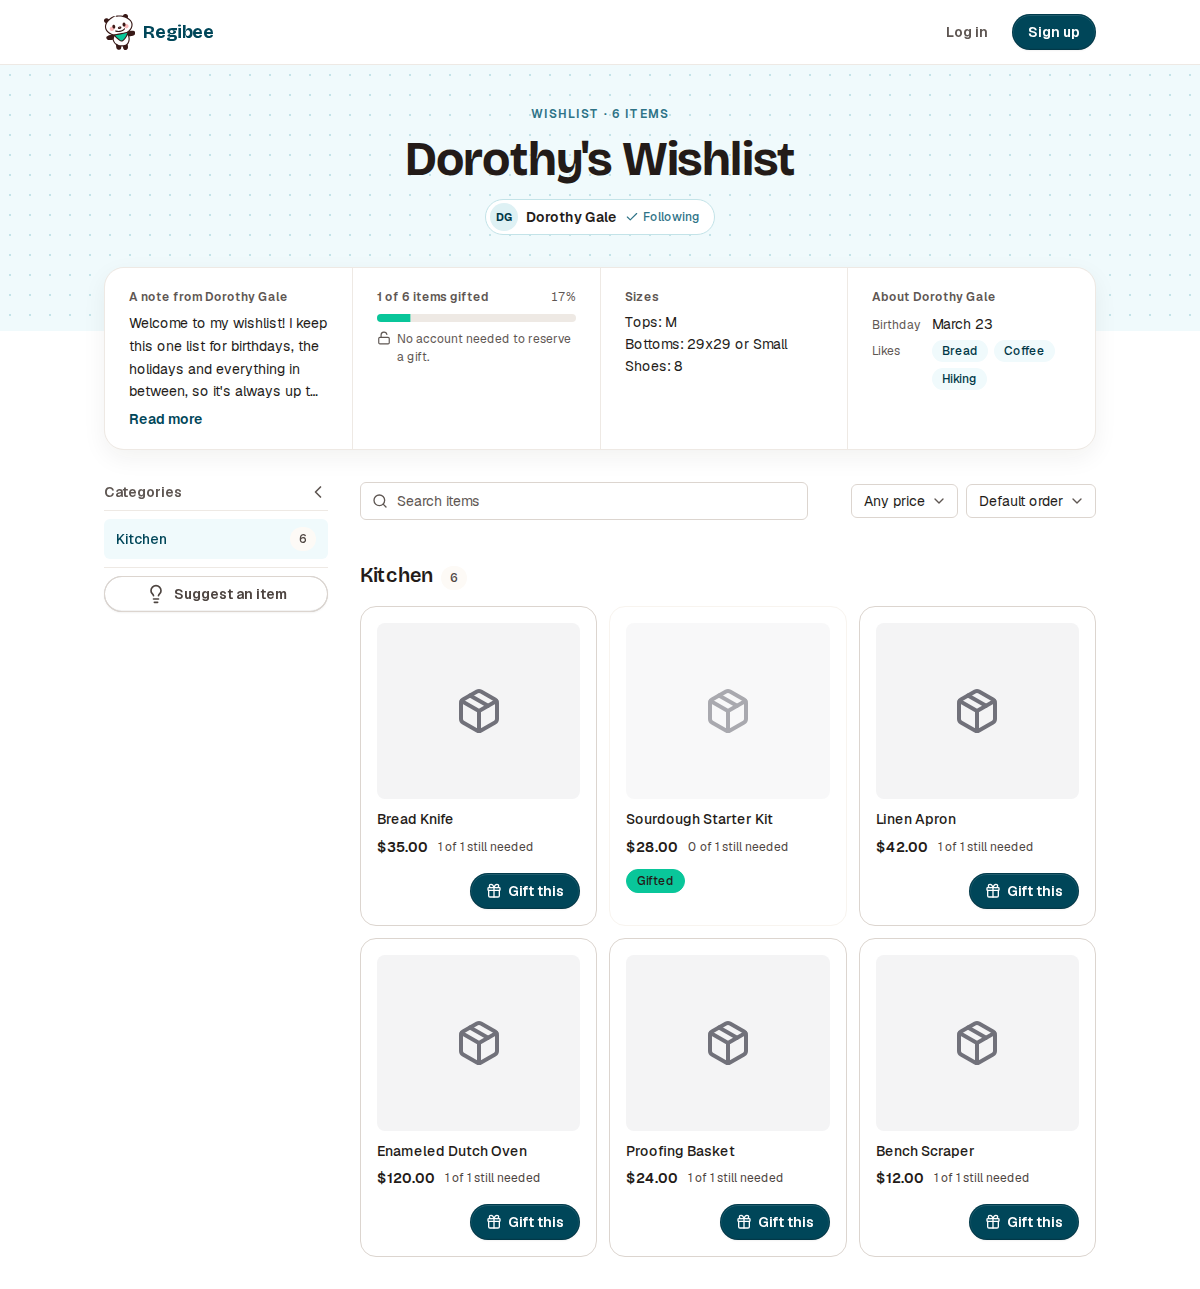 Regibee
Log in
Sign up
WISHLIST · 6 ITEMS
Dorothy's Wishlist
DG
Dorothy Gale
Following
A note from Dorothy Gale
Welcome to my wishlist! I keep
this one list for birthdays, the
holidays and everything in
between, so it's always up t…
Read more
1 of 6 items gifted
17%
No account needed to reserve
a gift.
Sizes
Tops: M
Bottoms: 29x29 or Small
Shoes: 8
About Dorothy Gale
Birthday March 23
Likes Bread Coffee
Hiking
Categories
Kitchen 6
Suggest an item
Search items
Any price
Default order
Kitchen 6
Bread Knife
$35.00 1 of 1 still needed
Gift this
Sourdough Starter Kit
$28.00 0 of 1 still needed
Gifted
Linen Apron
$42.00 1 of 1 still needed
Gift this
Enameled Dutch Oven
$120.00 1 of 1 still needed
Gift this
Proofing Basket
$24.00 1 of 1 still needed
Gift this
Bench Scraper
$12.00 1 of 1 still needed
Gift this